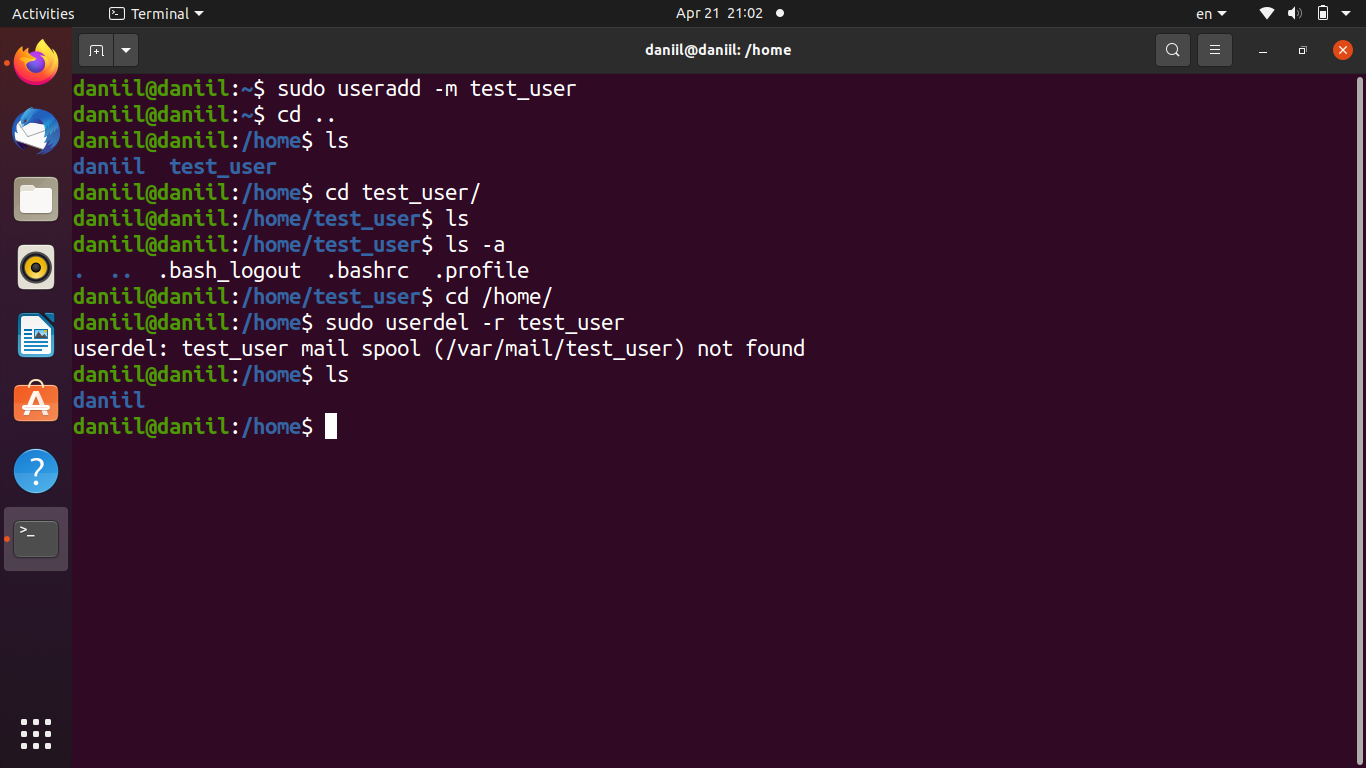 Activities Terminal Apr 21 21:02 en
daniil@daniil: /home
daniil@daniil:~$ sudo useradd -m test_user
daniil@daniil:~$ cd ..
daniil@daniil:/home$ ls
daniil  test_user
daniil@daniil:/home$ cd test_user/
daniil@daniil:/home/test_user$ ls
daniil@daniil:/home/test_user$ ls -a
.  ..  .bash_logout  .bashrc  .profile
daniil@daniil:/home/test_user$ cd /home/
daniil@daniil:/home$ sudo userdel -r test_user
userdel: test_user mail spool (/var/mail/test_user) not found
daniil@daniil:/home$ ls
daniil
daniil@daniil:/home$